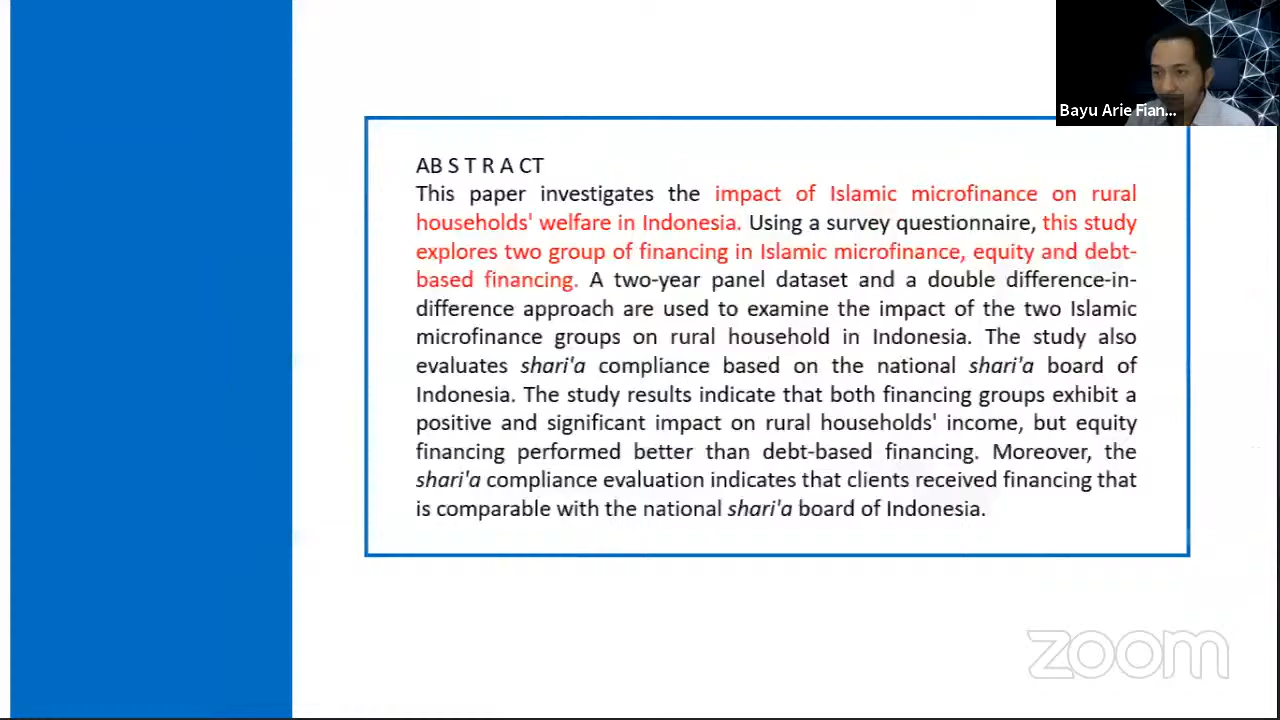 Bayu Arie Fian...
AB S T R A CT
This paper investigates the impact of Islamic microfinance on rural
households' welfare in Indonesia. Using a survey questionnaire, this study
explores two group of financing in Islamic microfinance, equity and debt-
based financing. A two-year panel dataset and a double difference-in-
difference approach are used to examine the impact of the two Islamic
microfinance groups on rural household in Indonesia. The study also
evaluates shari'a compliance based on the national shari'a board of
Indonesia. The study results indicate that both financing groups exhibit a
positive and significant impact on rural households' income, but equity
financing performed better than debt-based financing. Moreover, the
shari'a compliance evaluation indicates that clients received financing that
is comparable with the national shari'a board of Indonesia.
zoom